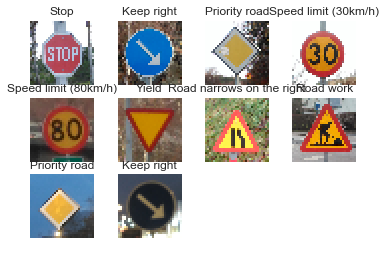 Stop
Keep right
Priority road
Speed limit (30km/h)
STOP
30
Speed limit (80km/h)
Yield
Road narrows on the right
Road work
80
Priority road
Keep right